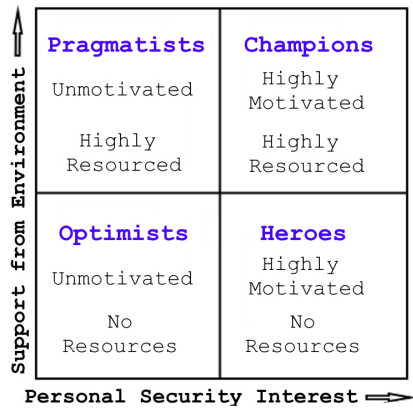 Support from Environment
Pragmatists
Unmotivated
Highly
Resourced
Champions
Highly
Motivated
Highly
Resourced
Optimists
Unmotivated
No
Resources
Heroes
Highly
Motivated
No
Resources
Personal Security Interest